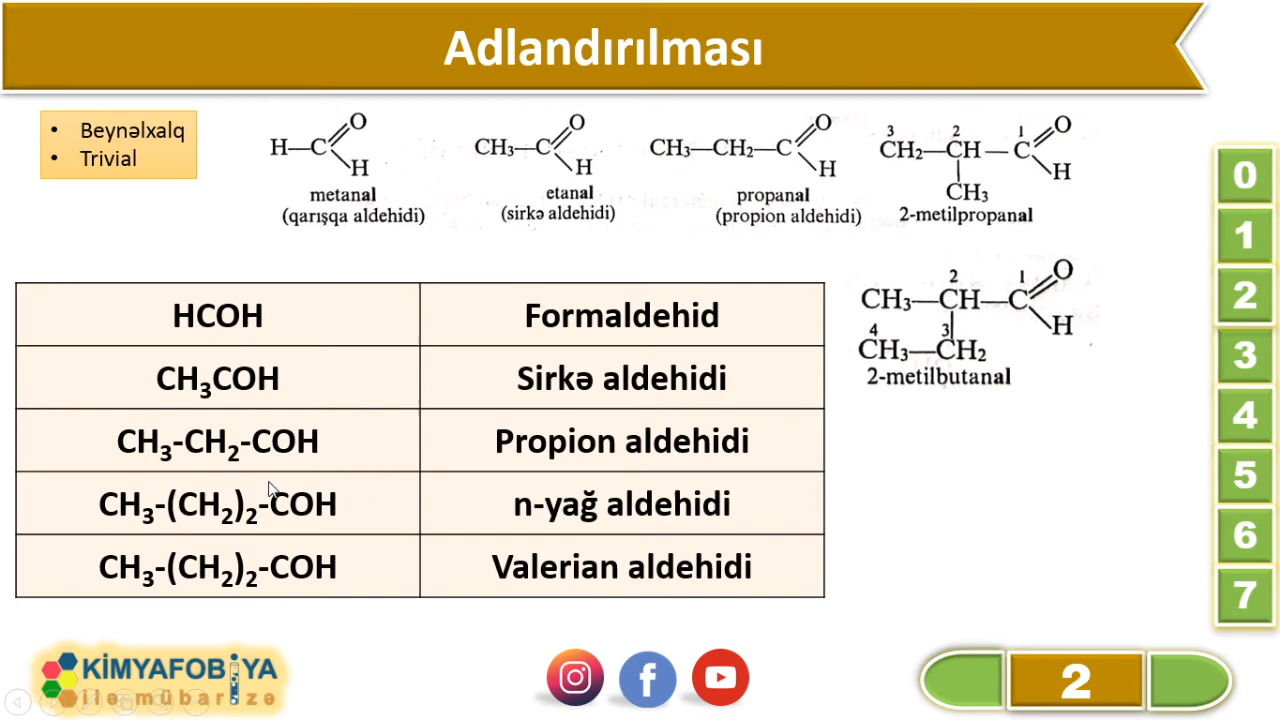 Adlandırılması
• Beynəlxalq
• Trivial
H—C
O
H
metanal
(qarışqa aldehidi)
CH₃—C
O
H
etanal
(sirkə aldehidi)
CH₃—CH₂—C
O
H
propanal
(propion aldehidi)
3 2 1
CH₂—CH—C
O
H
CH₃
2-metilpropanal
2 1
CH₃—CH—C
O
H
4 3
CH₃—CH₂
2-metilbutanal
HCOH Formaldehid
CH₃COH Sirkə aldehidi
CH₃-CH₂-COH Propion aldehidi
CH₃-(CH₂)₂-COH n-yağ aldehidi
CH₃-(CH₂)₂-COH Valerian aldehidi
0
1
2
3
4
5
6
7
KİMYAFOBİYA
ilə mübarizə
2